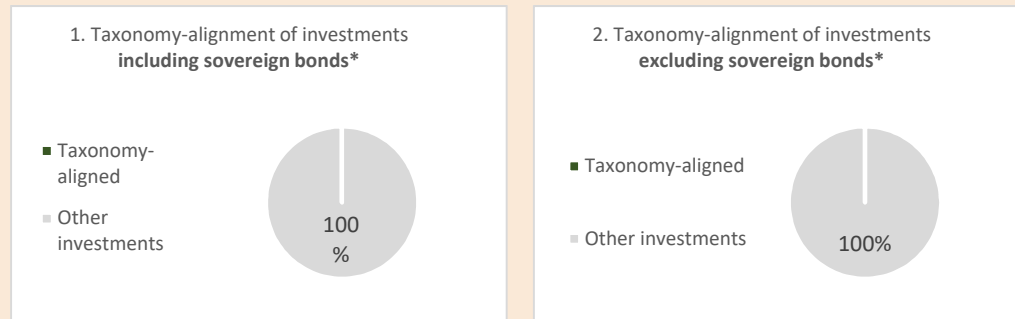 1. Taxonomy-alignment of investments
including sovereign bonds*
Taxonomy-
aligned
Other
investments
100
%
2. Taxonomy-alignment of investments
excluding sovereign bonds*
Taxonomy-aligned
Other investments
100%